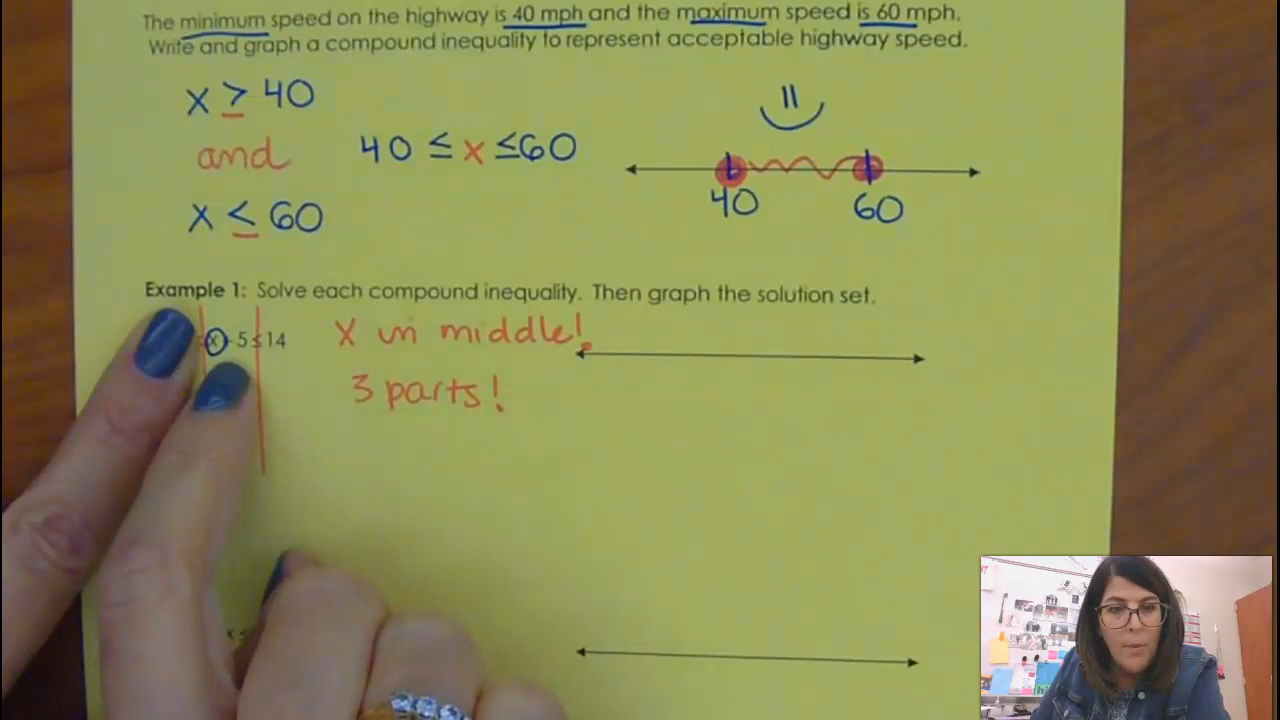 The minimum speed on the highway is 40 mph and the maximum speed is 60 mph.
Write and graph a compound inequality to represent acceptable highway speed.
x ≥ 40
and
x ≤ 60
40 ≤ x ≤ 60
40 60
Example 1: Solve each compound inequality. Then graph the solution set.
x - 5 ≤ 14
X in middle!
3 parts!